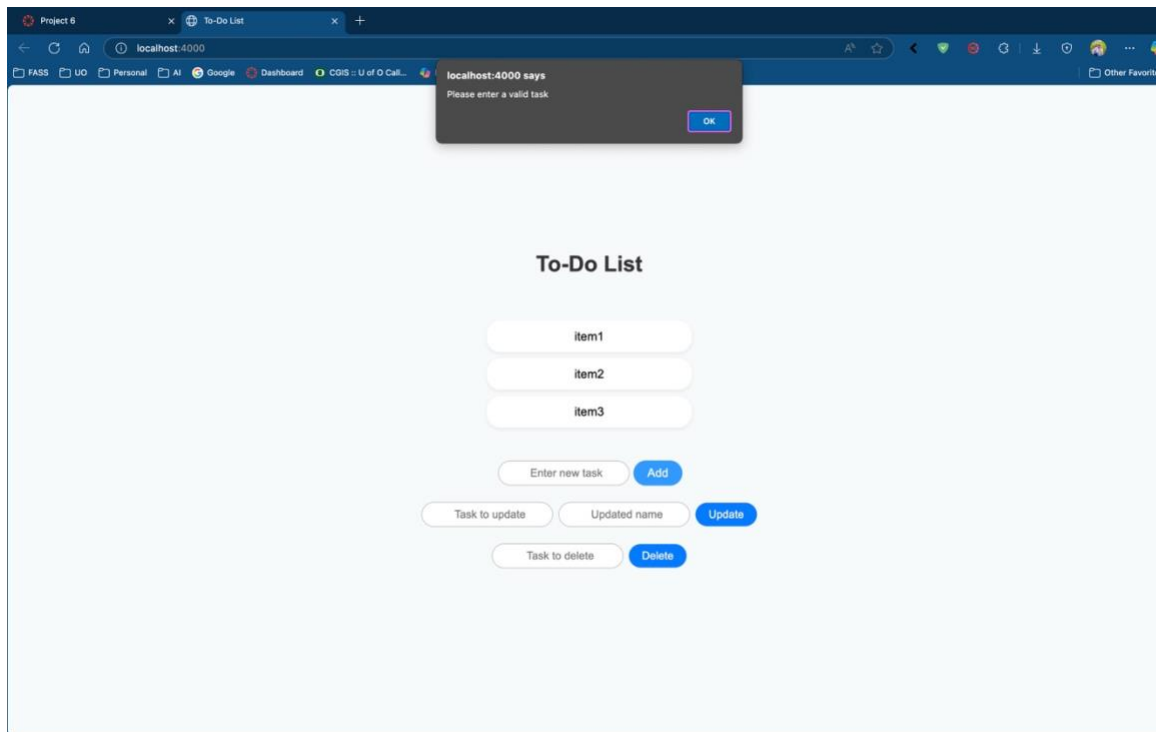 Project 6
To-Do List
localhost:4000
FASS UO Personal AI Google Dashboard CGIS :: U of O Call... Other Favorit
localhost:4000 says
Please enter a valid task
OK
To-Do List
item1
item2
item3
Enter new task Add
Task to update Updated name Update
Task to delete Delete